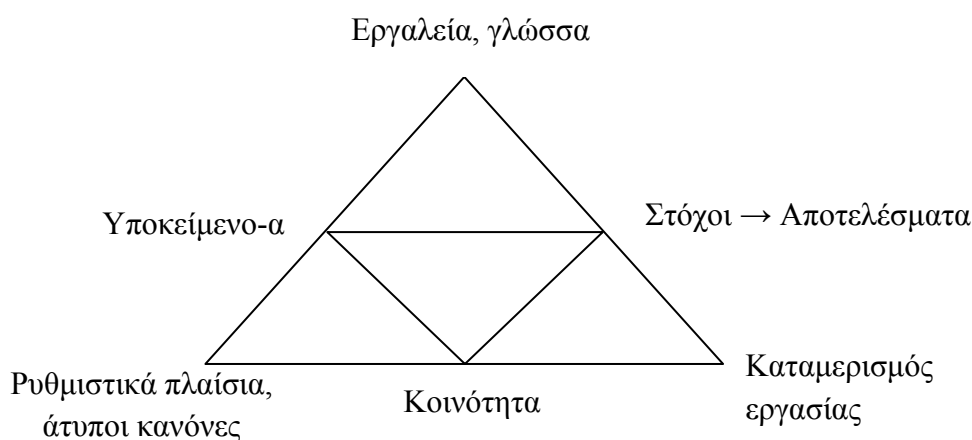 Εργαλεία, γλώσσα
Υποκείμενο-α
Στόχοι → Αποτελέσματα
Ρυθμιστικά πλαίσια,
άτυποι κανόνες
Κοινότητα
Καταμερισμός
εργασίας